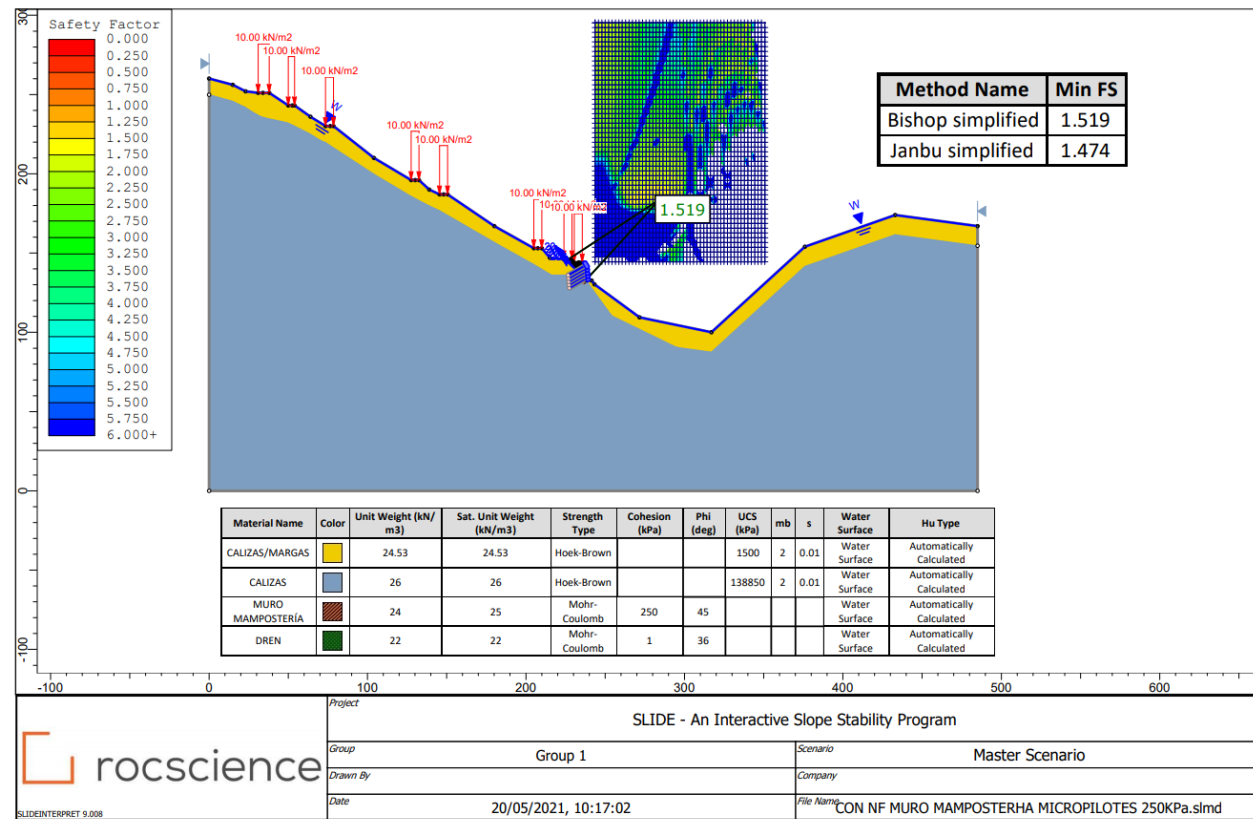 Safety Factor
0.000
0.250
0.500
0.750
1.000
1.250
1.500
1.750
2.000
2.250
2.500
2.750
3.000
3.250
3.500
3.750
4.000
4.250
4.500
4.750
5.000
5.250
5.500
5.750
6.000+
300
200
100
0
-100
10.00 kN/m2
10.00 kN/m2
10.00 kN/m2
W
10.00 kN/m2
10.00 kN/m2
10.00 kN/m2
10.00 kN/m2
1.519
W
Method Name Min FS
Bishop simplified 1.519
Janbu simplified 1.474
Material Name Color Unit Weight (kN/m3) Sat. Unit Weight (kN/m3) Strength Type Cohesion (kPa) Phi (deg) UCS (kPa) mb s Water Surface Hu Type
CALIZAS/MARGAS 24.53 24.53 Hoek-Brown 1500 2 0.01 Water Surface Automatically Calculated
CALIZAS 26 26 Hoek-Brown 138850 2 0.01 Water Surface Automatically Calculated
MURO MAMPOSTERÍA 24 25 Mohr-Coulomb 250 45 Water Surface Automatically Calculated
DREN 22 22 Mohr-Coulomb 1 36 Water Surface Automatically Calculated
-100 0 100 200 300 400 500 600
rocscience
SLIDEINTERPRET 9.008
Project
SLIDE - An Interactive Slope Stability Program
Group
Group 1
Scenario
Master Scenario
Drawn By
Company
Date
20/05/2021, 10:17:02
File Name
CON NF MURO MAMPOSTERHA MICROPILOTES 250KPa.slmd